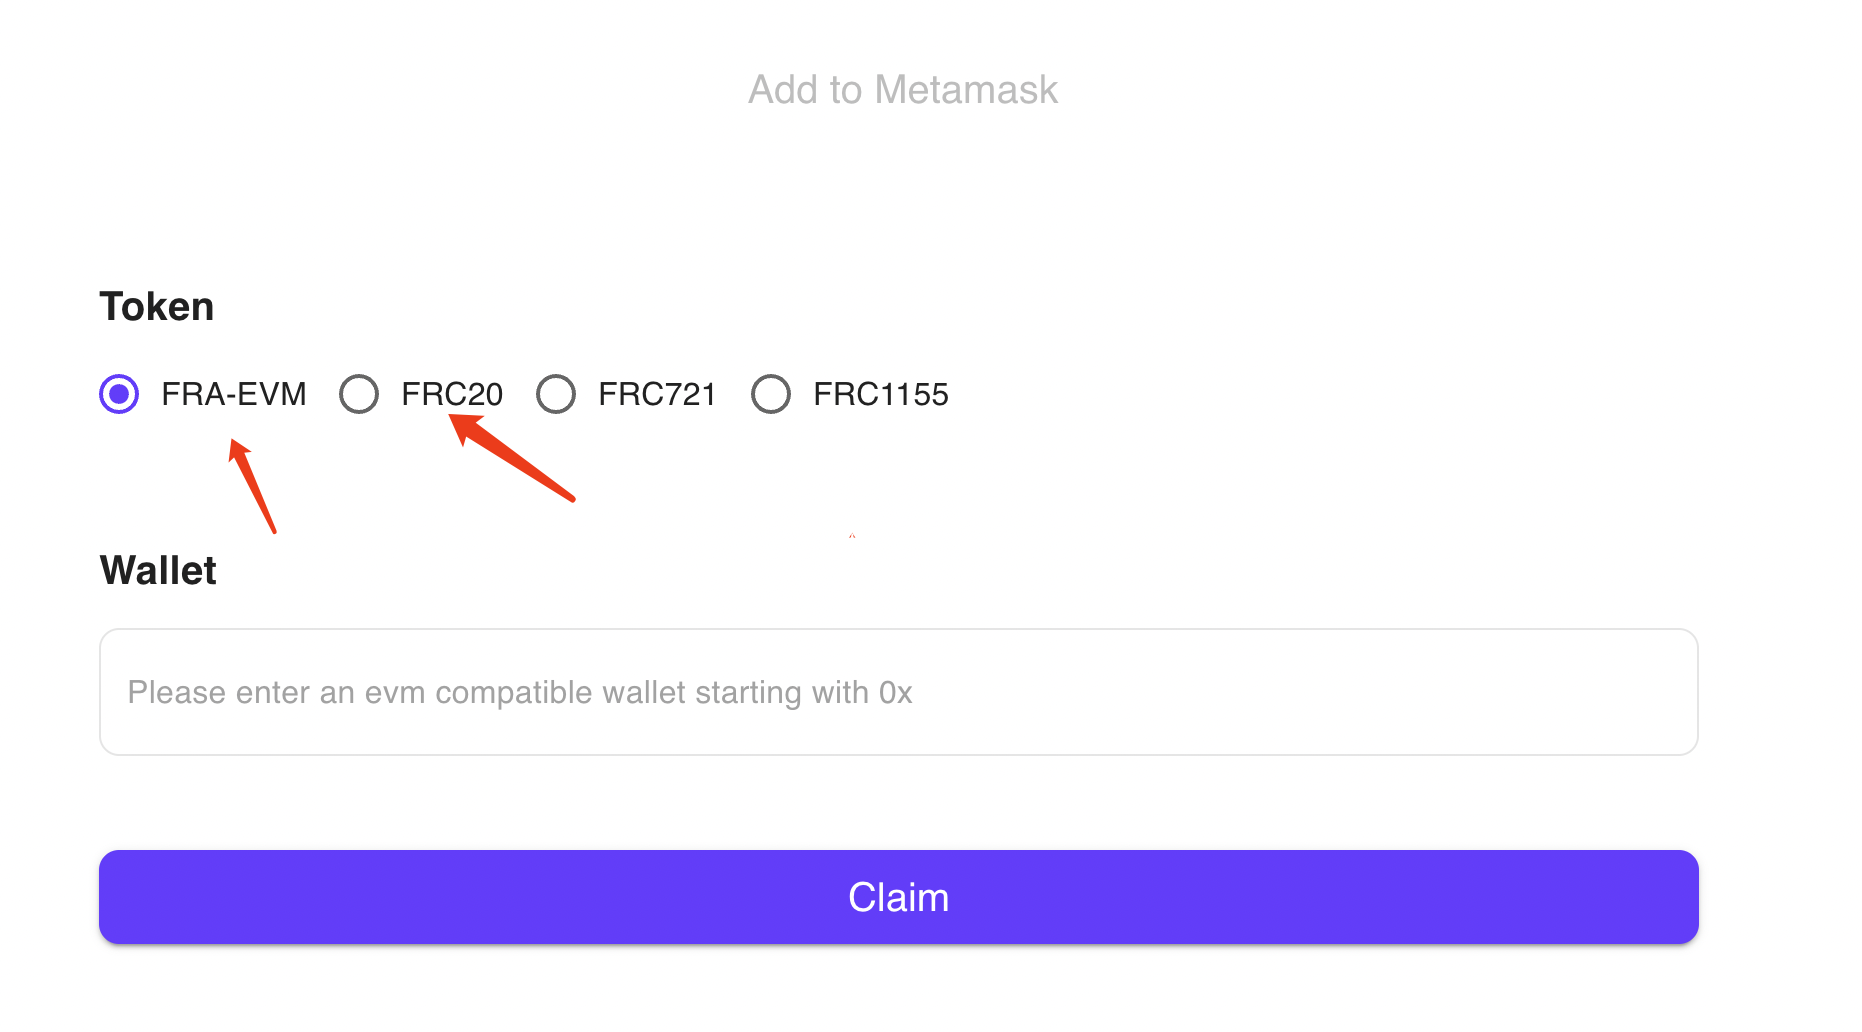 Add to Metamask
Token
FRA-EVM FRC20 FRC721 FRC1155
Wallet
Please enter an evm compatible wallet starting with 0x
Claim